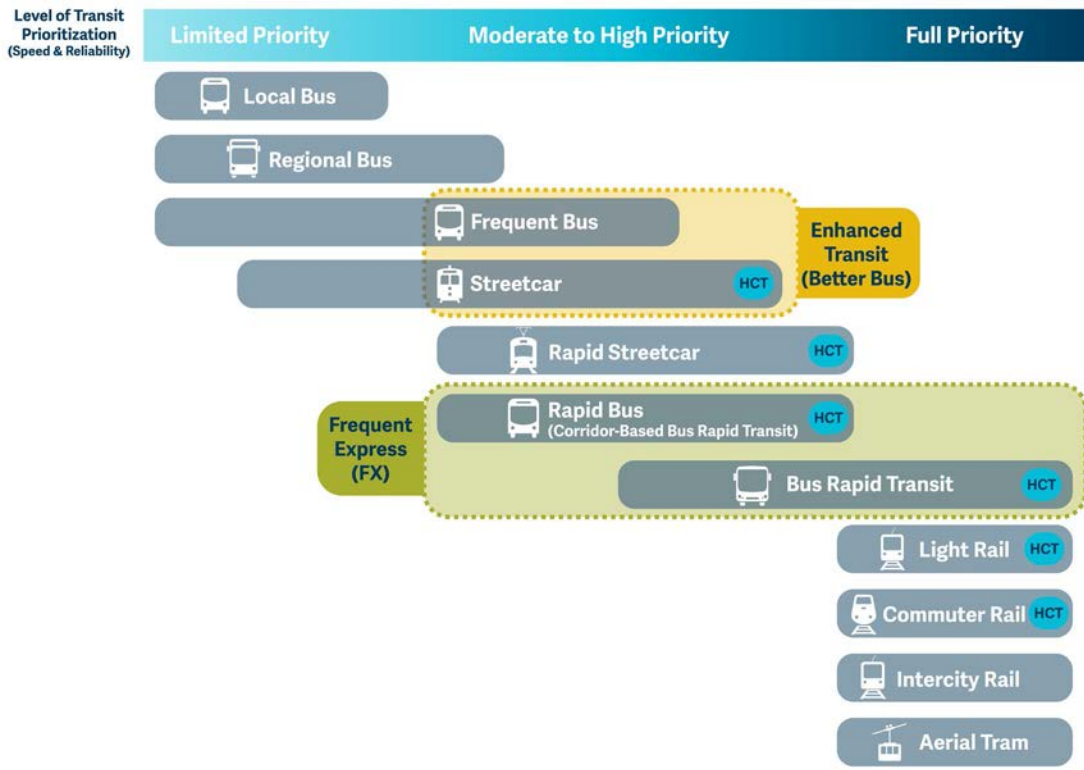 Level of Transit
Prioritization
(Speed & Reliability)
Limited Priority
Moderate to High Priority
Full Priority
Local Bus
Regional Bus
Frequent Bus
Enhanced
Transit
(Better Bus)
Streetcar
HCT
Rapid Streetcar
HCT
Frequent
Express
(FX)
Rapid Bus
(Corridor-Based Bus Rapid Transit)
HCT
Bus Rapid Transit
HCT
Light Rail
HCT
Commuter Rail
HCT
Intercity Rail
Aerial Tram